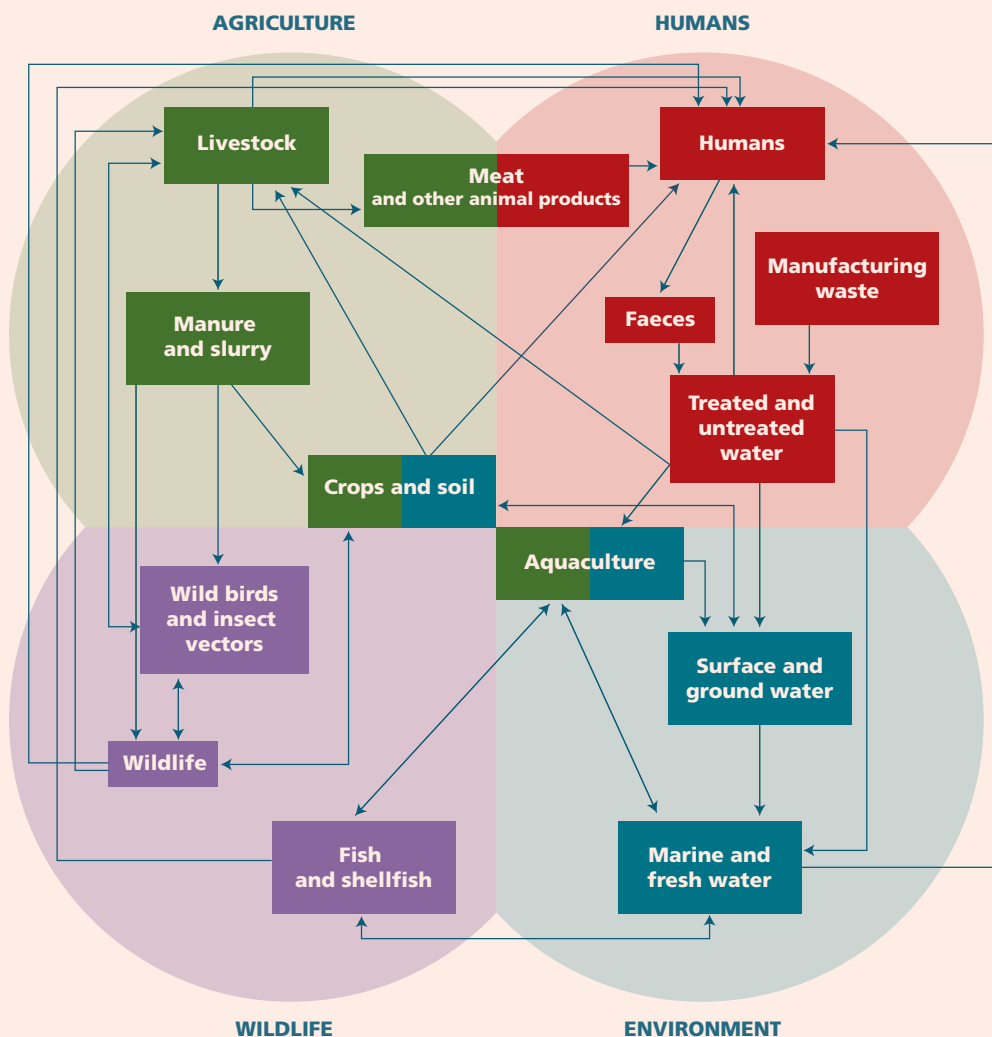 AGRICULTURE
HUMANS
Livestock
Humans
Meat
and other animal products
Manufacturing
waste
Manure
and slurry
Faeces
Treated and
untreated
water
Crops and soil
Aquaculture
Wild birds
and insect
vectors
Surface and
ground water
Wildlife
Fish
and shellfish
Marine and
fresh water
WILDLIFE
ENVIRONMENT